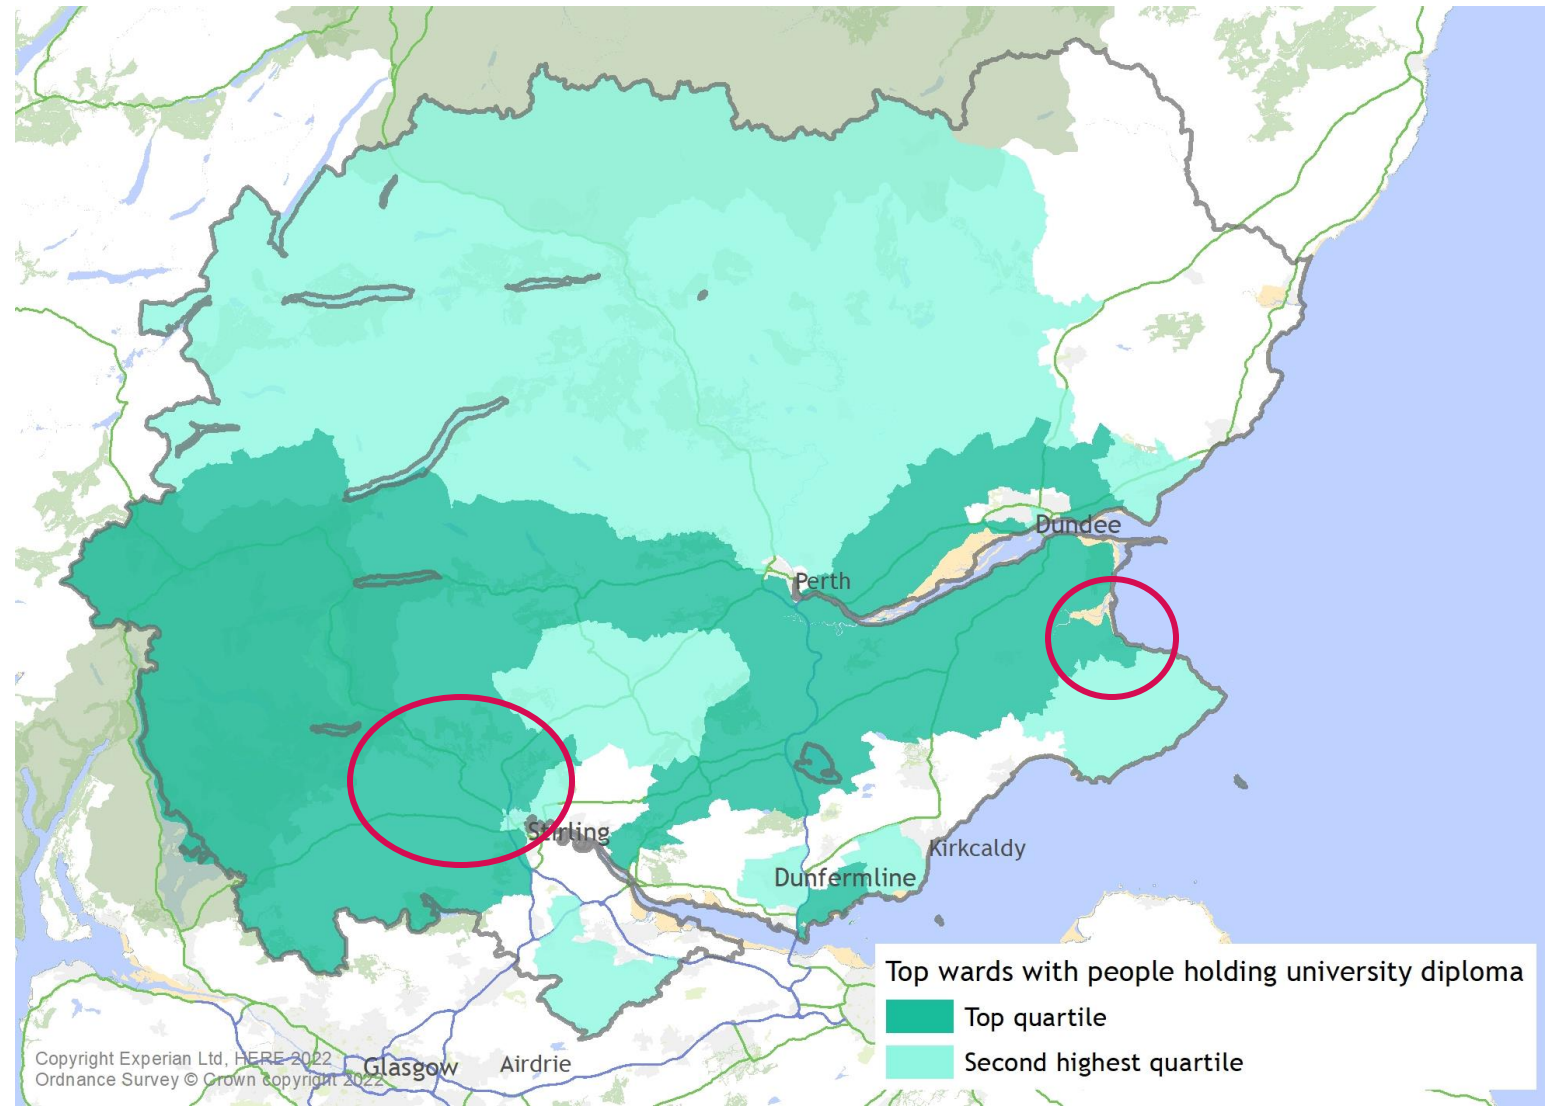 Dundee
Perth
Stirling
Kirkcaldy
Dunfermline
Top wards with people holding university diploma
Top quartile
Second highest quartile
Copyright Experian Ltd, HERE 2022
Ordnance Survey © Crown copyright 2022
Glasgow
Airdrie